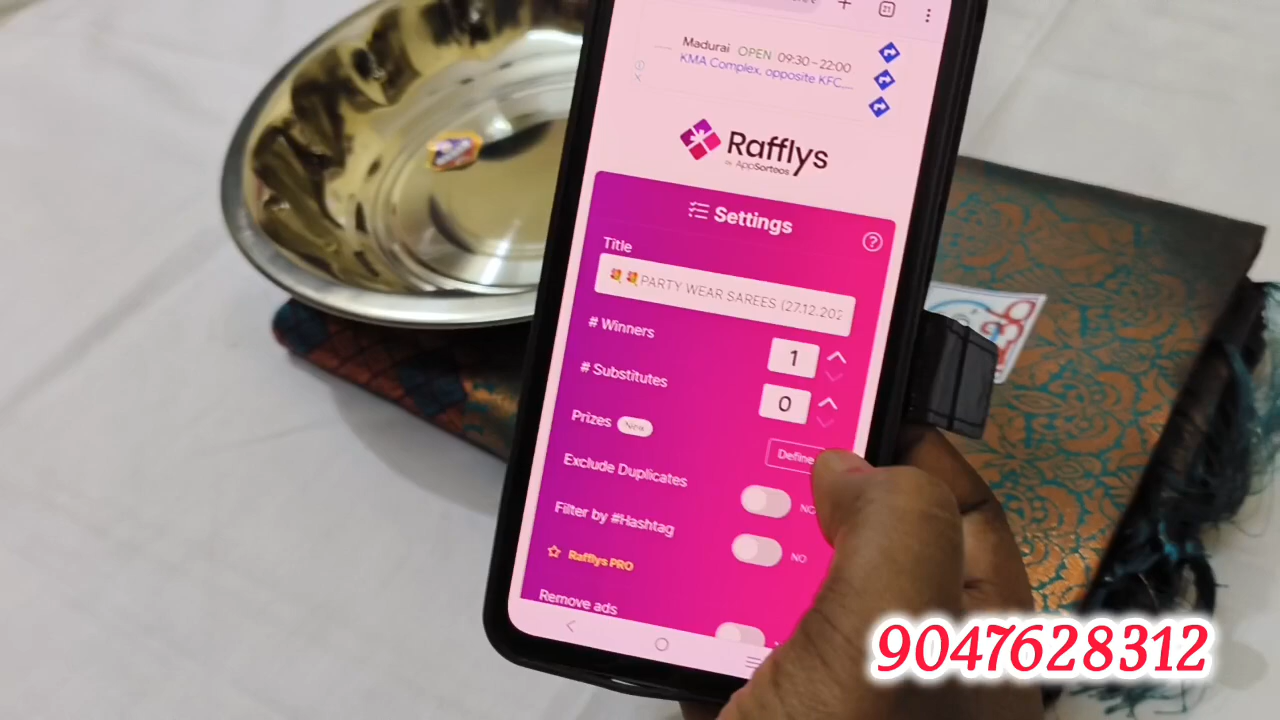 21
Madurai OPEN 09:30–22:00
KMA Complex, opposite KFC...
Rafflys
by AppSorteos
Settings
?
Title
💐💐PARTY WEAR SAREES (27.12.202
# Winners
1
# Substitutes
0
Prizes New
Define
Exclude Duplicates
NO
Filter by #Hashtag
NO
Rafflys PRO
Remove ads
9047628312